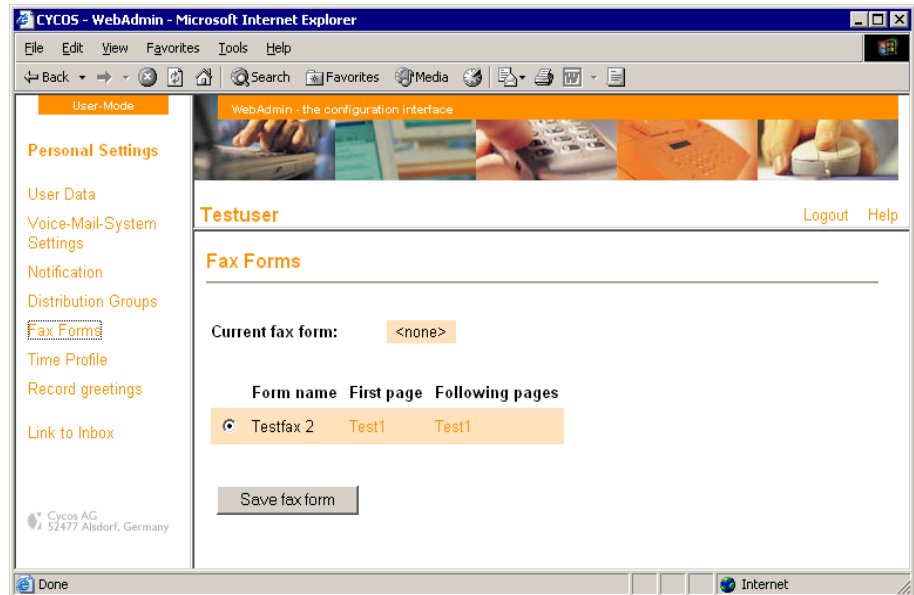 CYCOS - WebAdmin - Microsoft Internet Explorer
File Edit View Favorites Tools Help
Back Search Favorites Media
User-Mode
WebAdmin - the configuration interface
Personal Settings
User Data
Voice-Mail-System
Settings
Notification
Distribution Groups
Fax Forms
Time Profile
Record greetings
Link to Inbox
Cycos AG
52477 Alsdorf, Germany
Testuser Logout Help
Fax Forms
Current fax form: <none>
Form name First page Following pages
Testfax 2 Test1 Test1
Save fax form
Done Internet